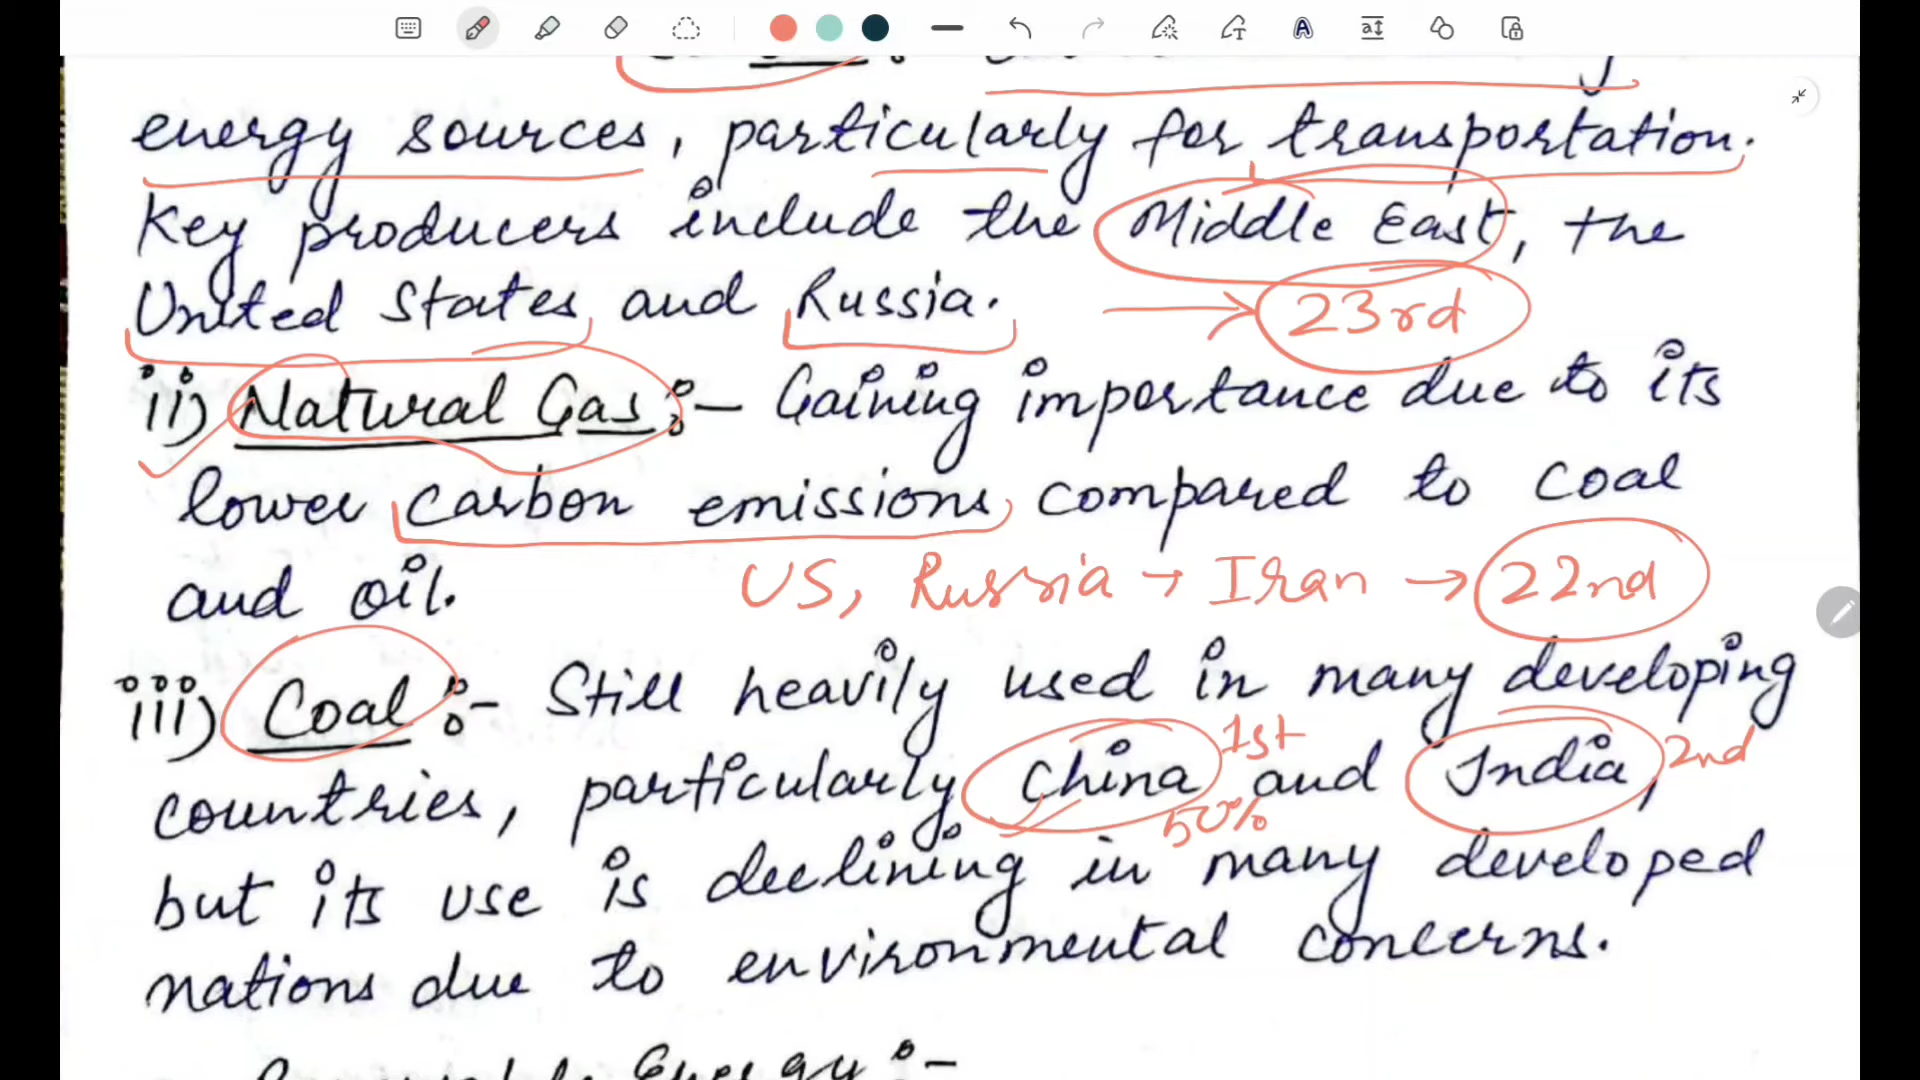 energy sources, particularly for transportation.
Key producers include the Middle East, the
United States and Russia. → 23rd
ii) Natural Gas :- Gaining importance due to its
lower carbon emissions compared to coal
and oil. US, Russia → Iran → 22nd
iii) Coal :- Still heavily used in many developing
countries, particularly China 1st 50% and India, 2nd
but its use is declining in many developed
nations due to environmental concerns.
Energy :-